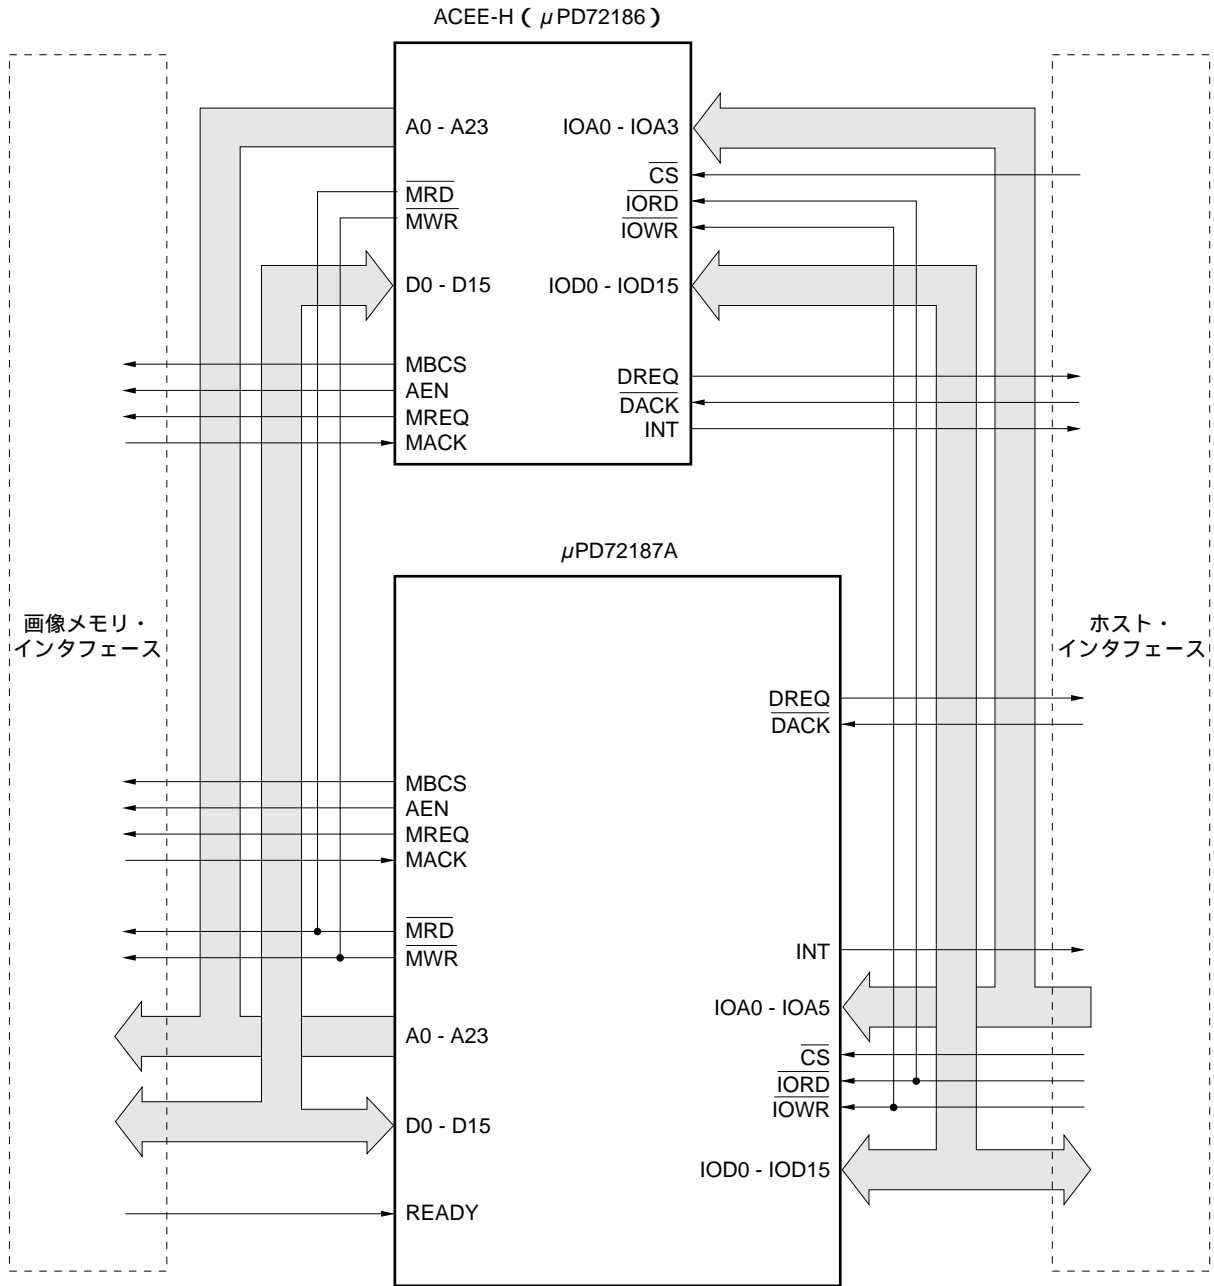 ACEE-H ( μPD72186 )
A0 - A23
MRD
MWR
D0 - D15
MBCS
AEN
MREQ
MACK
IOA0 - IOA3
CS
IORD
IOWR
IOD0 - IOD15
DREQ
DACK
INT
画像メモリ・
インタフェース
ホスト・
インタフェース
μPD72187A
MBCS
AEN
MREQ
MACK
MRD
MWR
A0 - A23
D0 - D15
READY
DREQ
DACK
INT
IOA0 - IOA5
CS
IORD
IOWR
IOD0 - IOD15